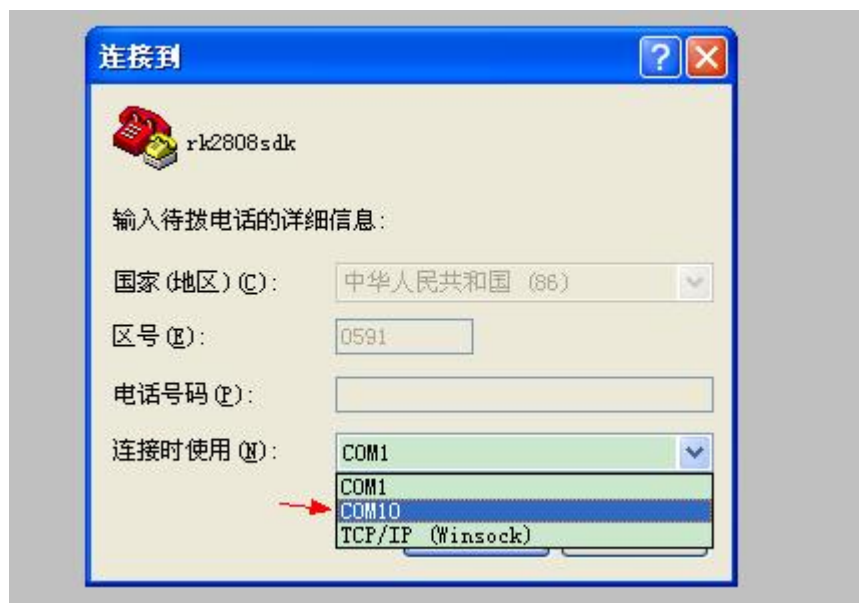 连接到
rk2808sdk
输入待拨电话的详细信息:
国家(地区)(C): 中华人民共和国 (86)
区号(E): 0591
电话号码(P):
连接时使用(N): COM1
COM1
COM10
TCP/IP (Winsock)